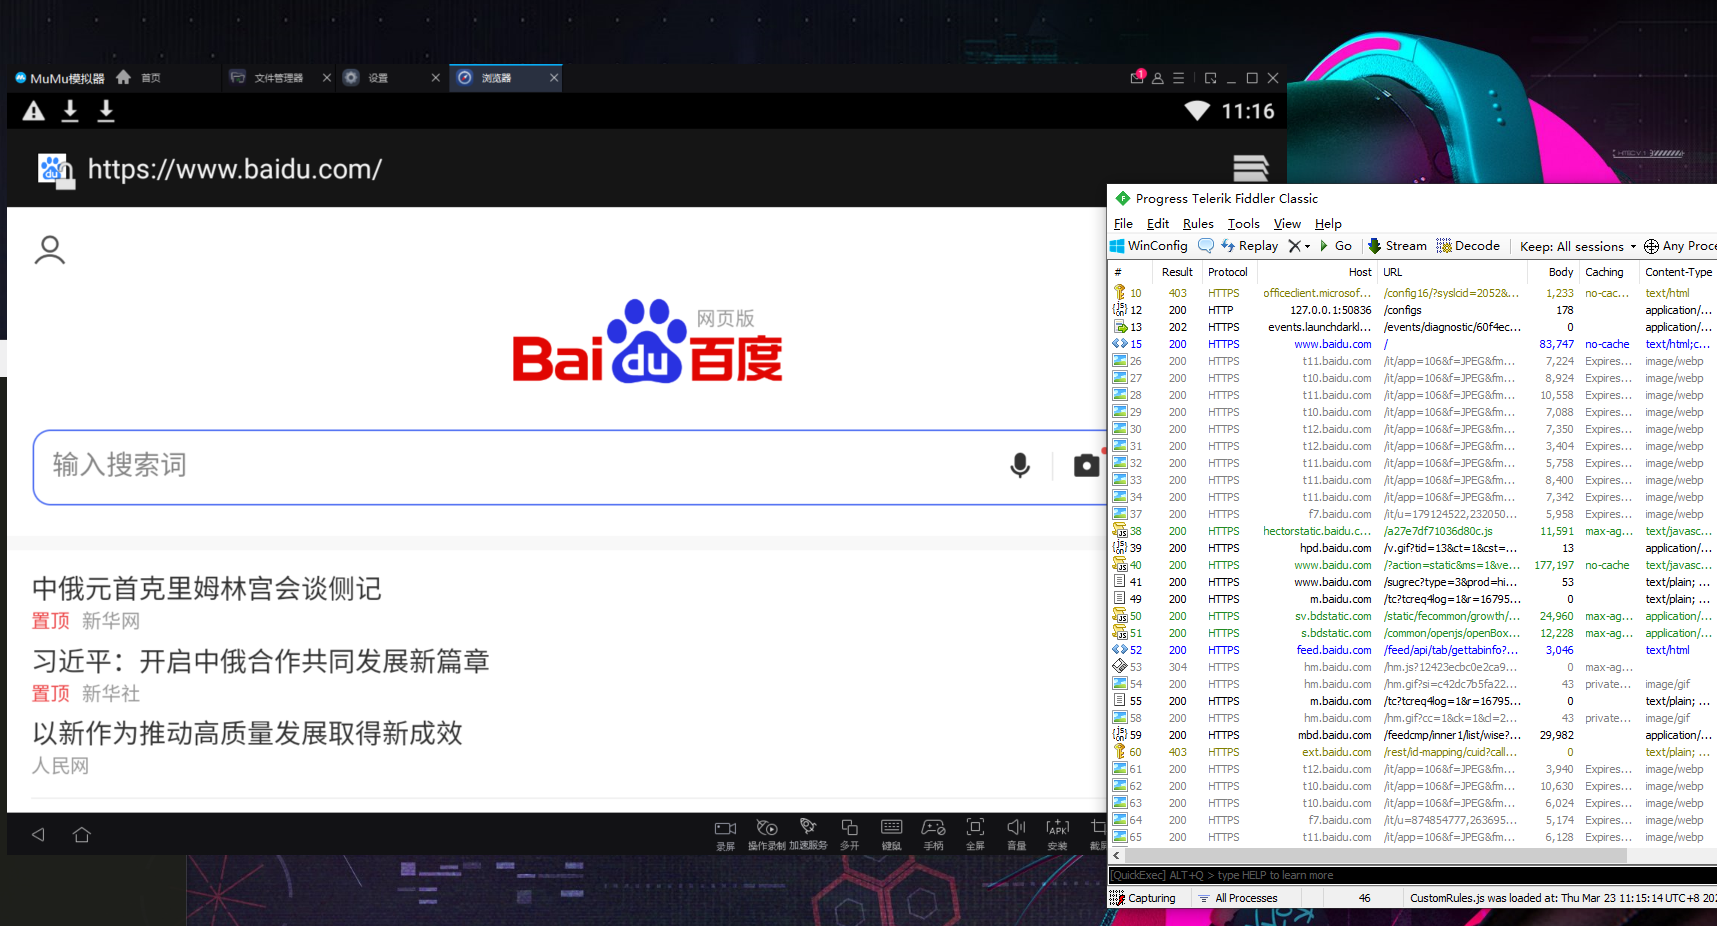 MuMu模拟器 首页 文件管理器 设置 浏览器 1
11:16
https://www.baidu.com/
Bai du 百度 网页版
输入搜索词
中俄元首克里姆林宫会谈侧记
置顶 新华网
习近平：开启中俄合作共同发展新篇章
置顶 新华社
以新作为推动高质量发展取得新成效
人民网
录屏 操作录制 加速服务 多开 键鼠 手柄 全屏 音量 安装 截屏
Progress Telerik Fiddler Classic
File Edit Rules Tools View Help
WinConfig Replay Go Stream Decode Keep: All sessions Any Proce
# Result Protocol Host URL Body Caching Content-Type
10 403 HTTPS officeclient.microsof... /config16/?syslcid=2052&... 1,233 no-cac... text/html
12 200 HTTP 127.0.0.1:50836 /configs 178 application/...
13 202 HTTPS events.launchdarkl... /events/diagnostic/60f4ec... 0 application/...
15 200 HTTPS www.baidu.com / 83,747 no-cache text/html;c...
26 200 HTTPS t11.baidu.com /it/app=106&f=JPEG&fm... 7,224 Expires... image/webp
27 200 HTTPS t10.baidu.com /it/app=106&f=JPEG&fm... 8,924 Expires... image/webp
28 200 HTTPS t11.baidu.com /it/app=106&f=JPEG&fm... 10,558 Expires... image/webp
29 200 HTTPS t10.baidu.com /it/app=106&f=JPEG&fm... 7,088 Expires... image/webp
30 200 HTTPS t12.baidu.com /it/app=106&f=JPEG&fm... 7,350 Expires... image/webp
31 200 HTTPS t12.baidu.com /it/app=106&f=JPEG&fm... 3,404 Expires... image/webp
32 200 HTTPS t11.baidu.com /it/app=106&f=JPEG&fm... 5,758 Expires... image/webp
33 200 HTTPS t11.baidu.com /it/app=106&f=JPEG&fm... 8,400 Expires... image/webp
34 200 HTTPS t11.baidu.com /it/app=106&f=JPEG&fm... 7,342 Expires... image/webp
37 200 HTTPS f7.baidu.com /it/u=179124522,232050... 5,958 Expires... image/webp
38 200 HTTPS hectorstatic.baidu.c... /a27e7df71036d80c.js 11,591 max-ag... text/javasc...
39 200 HTTPS hpd.baidu.com /v.gif?tid=13&ct=1&cst=... 13 application/...
40 200 HTTPS www.baidu.com /?action=static&ms=1&ve... 177,197 no-cache text/javasc...
41 200 HTTPS www.baidu.com /sugrec?type=3&prod=hi... 53 text/plain; ...
49 200 HTTPS m.baidu.com /tc?tcreq4log=1&r=16795... 0 text/plain; ...
50 200 HTTPS sv.bdstatic.com /static/fecommon/growth/... 24,960 max-ag... application/...
51 200 HTTPS s.bdstatic.com /common/openjs/openBox... 12,228 max-ag... application/...
52 200 HTTPS feed.baidu.com /feed/api/tab/gettabinfo?... 3,046 text/html
53 304 HTTPS hm.baidu.com /hm.js?12423ecbc0e2ca9... 0 max-ag...
54 200 HTTPS hm.baidu.com /hm.gif?si=c42dc7b5fa22... 43 private... image/gif
55 200 HTTPS m.baidu.com /tc?tcreq4log=1&r=16795... 0 text/plain; ...
58 200 HTTPS hm.baidu.com /hm.gif?cc=1&ck=1&cl=2... 43 private... image/gif
59 200 HTTPS mbd.baidu.com /feedcmp/inner1/list/wise?... 29,982 application/...
60 403 HTTPS ext.baidu.com /rest/id-mapping/cuid?call... 0 text/plain; ...
61 200 HTTPS t12.baidu.com /it/app=106&f=JPEG&fm... 3,940 Expires... image/webp
62 200 HTTPS t10.baidu.com /it/app=106&f=JPEG&fm... 10,630 Expires... image/webp
63 200 HTTPS t10.baidu.com /it/app=106&f=JPEG&fm... 6,024 Expires... image/webp
64 200 HTTPS f7.baidu.com /it/u=874854777,263695... 5,174 Expires... image/webp
65 200 HTTPS t11.baidu.com /it/app=106&f=JPEG&fm... 6,128 Expires... image/webp
[QuickExec] ALT+Q > type HELP to learn more
Capturing All Processes 46 CustomRules.js was loaded at: Thu Mar 23 11:15:14 UTC+8 202